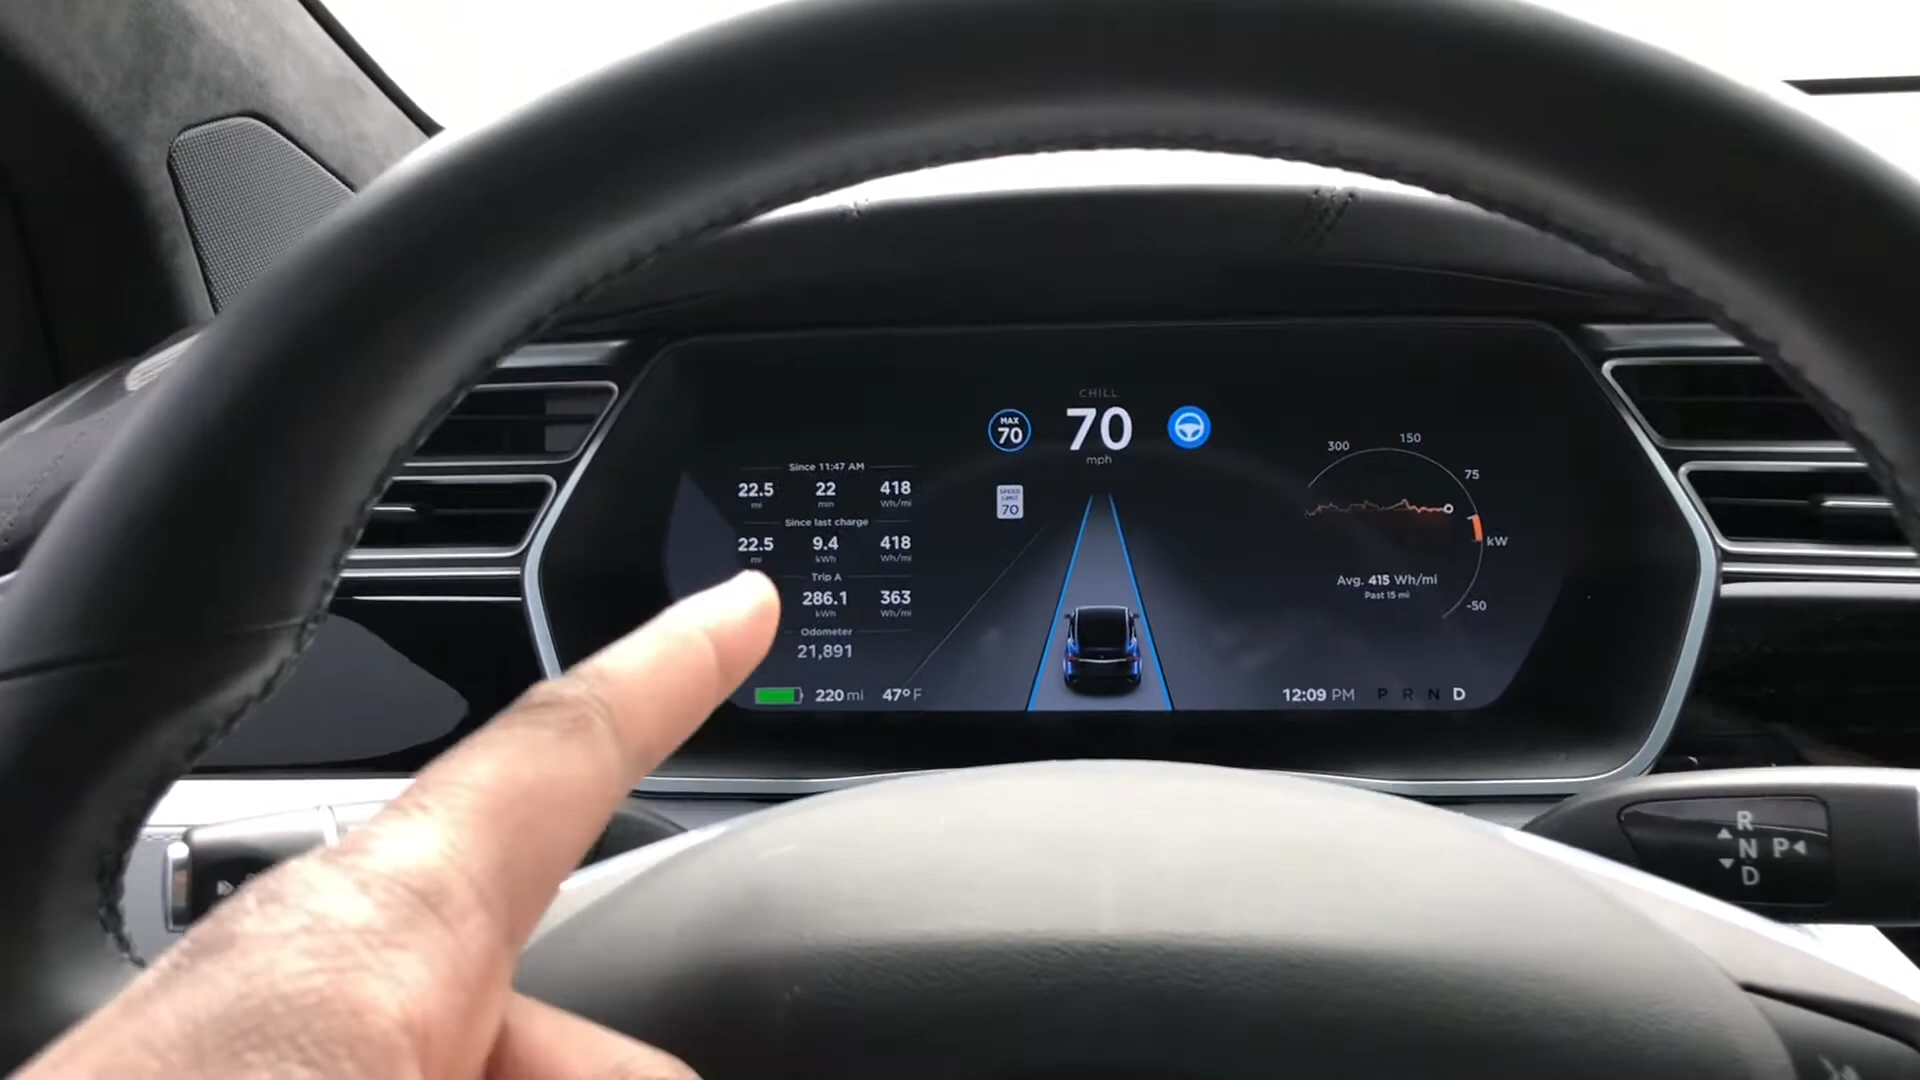 CHILL
MAX
70
70
mph
SPEED
LIMIT
70
Since 11:47 AM
22.5 22 418
mi min Wh/mi
Since last charge
22.5 9.4 418
mi kWh Wh/mi
Trip A
286.1 363
kWh Wh/mi
Odometer
21,891
220 mi 47°F
300 150
75
kW
-50
Avg. 415 Wh/mi
Past 15 mi
12:09 PM P R N D
R
N P
D